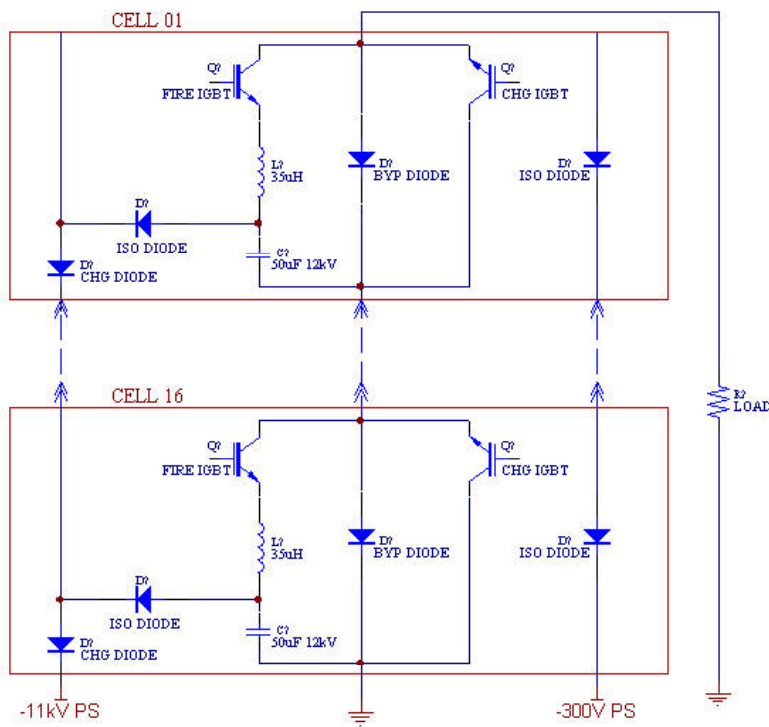 CELL 01
Q?
FIRE IGBT
Q?
CHG IGBT
L?
35uH
D?
BYP DIODE
D?
ISO DIODE
D?
ISO DIODE
D?
CHG DIODE
C?
50uF 12kV
CELL 16
R?
LOAD
Q?
FIRE IGBT
Q?
CHG IGBT
L?
35uH
D?
BYP DIODE
D?
ISO DIODE
D?
ISO DIODE
D?
CHG DIODE
C?
50uF 12kV
-11kV PS
-300V PS